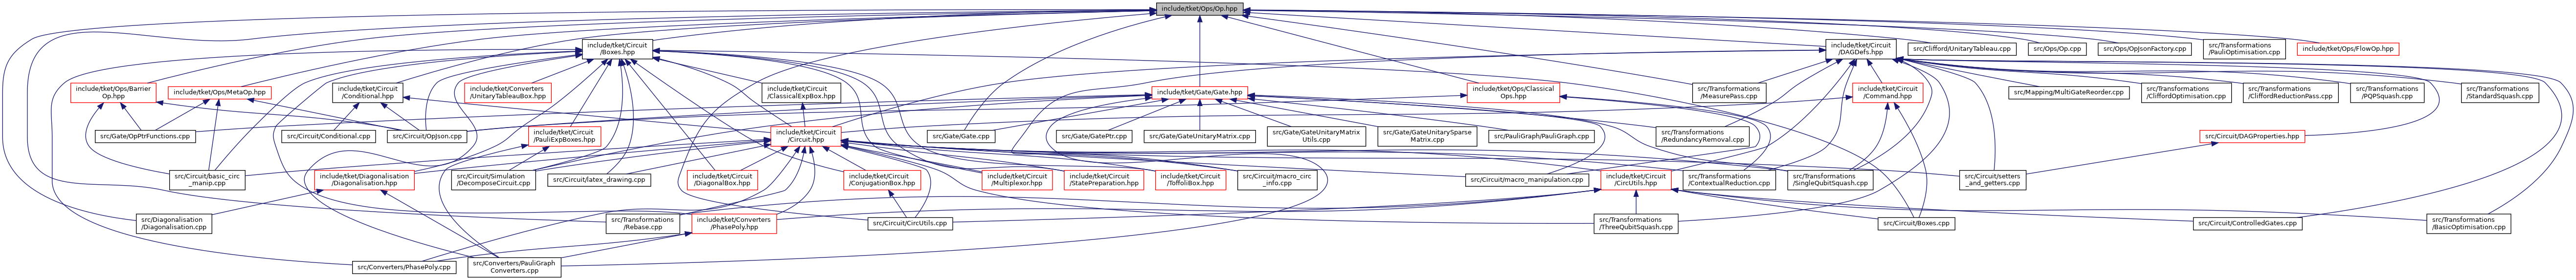 include/tket/Ops/Op.hpp
include/tket/Circuit
/Boxes.hpp
include/tket/Circuit
/DAGDefs.hpp
src/Clifford/UnitaryTableau.cpp
src/Ops/Op.cpp
src/Ops/OpJsonFactory.cpp
src/Transformations
/PauliOptimisation.cpp
include/tket/Ops/FlowOp.hpp
include/tket/Ops/Barrier
Op.hpp
include/tket/Ops/MetaOp.hpp
include/tket/Circuit
/Conditional.hpp
include/tket/Converters
/UnitaryTableauBox.hpp
include/tket/Circuit
/ClassicalExpBox.hpp
include/tket/Gate/Gate.hpp
include/tket/Ops/Classical
Ops.hpp
src/Transformations
/MeasurePass.cpp
include/tket/Circuit
/Command.hpp
src/Mapping/MultiGateReorder.cpp
src/Transformations
/CliffordOptimisation.cpp
src/Transformations
/CliffordReductionPass.cpp
src/Transformations
/PQPSquash.cpp
src/Transformations
/StandardSquash.cpp
src/Gate/OpPtrFunctions.cpp
src/Circuit/Conditional.cpp
src/Circuit/OpJson.cpp
include/tket/Circuit
/PauliExpBoxes.hpp
include/tket/Circuit
/Circuit.hpp
src/Gate/Gate.cpp
src/Gate/GatePtr.cpp
src/Gate/GateUnitaryMatrix.cpp
src/Gate/GateUnitaryMatrix
Utils.cpp
src/Gate/GateUnitarySparse
Matrix.cpp
src/PauliGraph/PauliGraph.cpp
src/Transformations
/RedundancyRemoval.cpp
src/Circuit/DAGProperties.hpp
src/Circuit/basic_circ
_manip.cpp
include/tket/Diagonalisation
/Diagonalisation.hpp
src/Circuit/Simulation
/DecomposeCircuit.cpp
src/Circuit/latex_drawing.cpp
include/tket/Circuit
/DiagonalBox.hpp
include/tket/Circuit
/ConjugationBox.hpp
include/tket/Circuit
/Multiplexor.hpp
include/tket/Circuit
/StatePreparation.hpp
include/tket/Circuit
/ToffoliBox.hpp
src/Circuit/macro_circ
_info.cpp
src/Circuit/macro_manipulation.cpp
include/tket/Circuit
/CircUtils.hpp
src/Transformations
/ContextualReduction.cpp
src/Transformations
/SingleQubitSquash.cpp
src/Circuit/setters
_and_getters.cpp
src/Diagonalisation
/Diagonalisation.cpp
src/Transformations
/Rebase.cpp
include/tket/Converters
/PhasePoly.hpp
src/Circuit/CircUtils.cpp
src/Transformations
/ThreeQubitSquash.cpp
src/Circuit/Boxes.cpp
src/Circuit/ControlledGates.cpp
src/Transformations
/BasicOptimisation.cpp
src/Converters/PhasePoly.cpp
src/Converters/PauliGraph
Converters.cpp